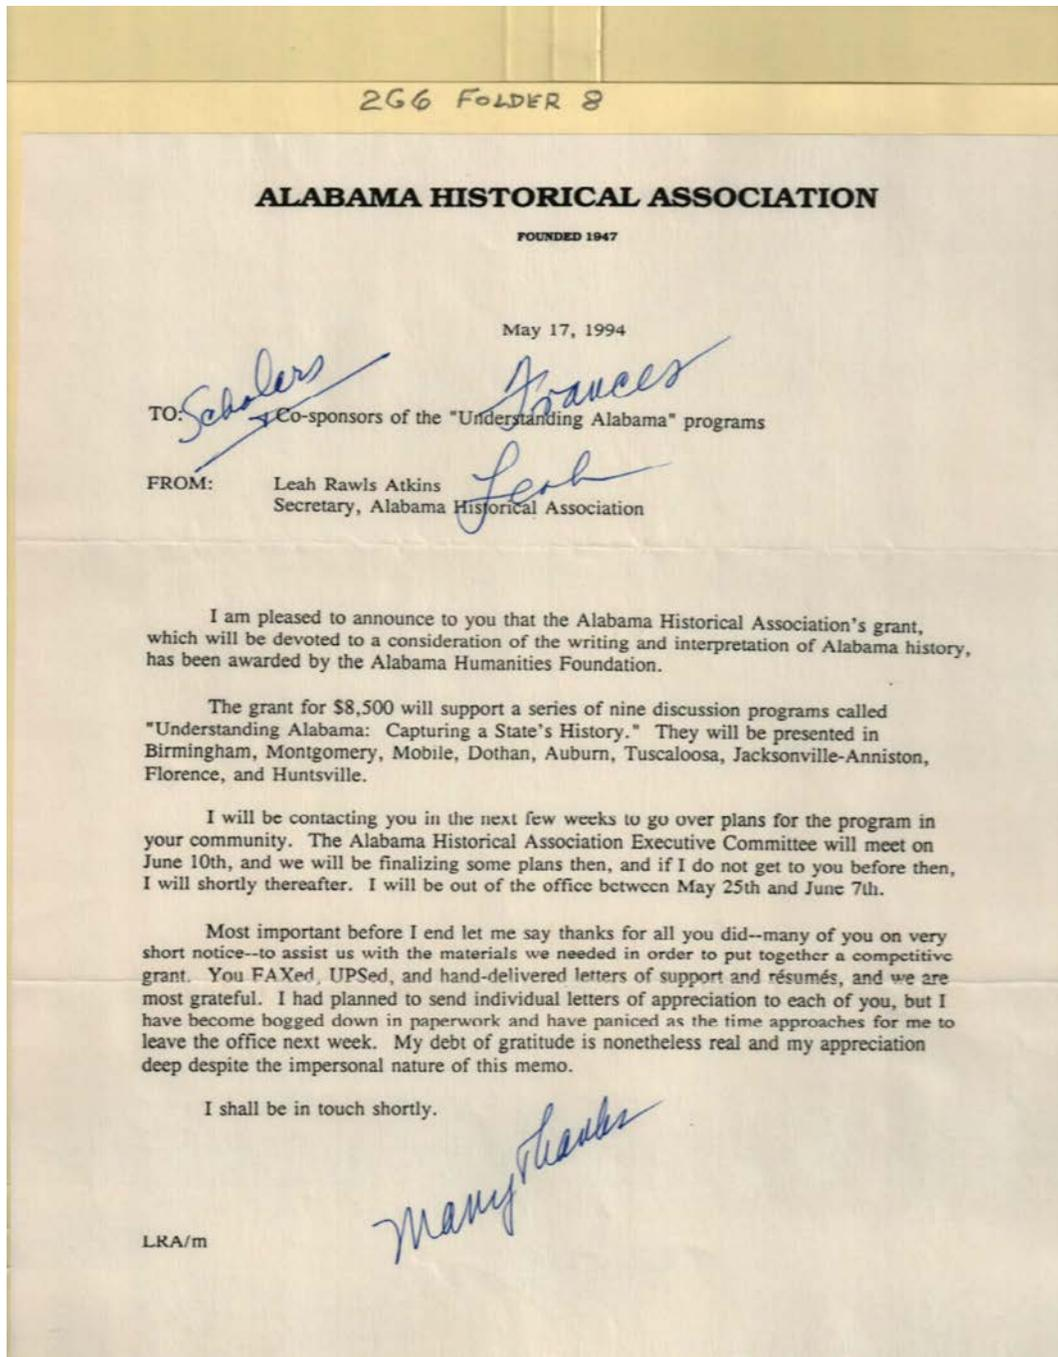 2G6 FOLDER 8
ALABAMA HISTORICAL ASSOCIATION
FOUNDED 1947
May 17, 1994
Scholars Frances
TO: + Co-sponsors of the "Understanding Alabama" programs
FROM: Leah Rawls Atkins Leah
Secretary, Alabama Historical Association
I am pleased to announce to you that the Alabama Historical Association's grant,
which will be devoted to a consideration of the writing and interpretation of Alabama history,
has been awarded by the Alabama Humanities Foundation.
The grant for $8,500 will support a series of nine discussion programs called
"Understanding Alabama: Capturing a State's History." They will be presented in
Birmingham, Montgomery, Mobile, Dothan, Auburn, Tuscaloosa, Jacksonville-Anniston,
Florence, and Huntsville.
I will be contacting you in the next few weeks to go over plans for the program in
your community. The Alabama Historical Association Executive Committee will meet on
June 10th, and we will be finalizing some plans then, and if I do not get to you before then,
I will shortly thereafter. I will be out of the office between May 25th and June 7th.
Most important before I end let me say thanks for all you did--many of you on very
short notice--to assist us with the materials we needed in order to put together a competitive
grant. You FAXed, UPSed, and hand-delivered letters of support and résumés, and we are
most grateful. I had planned to send individual letters of appreciation to each of you, but I
have become bogged down in paperwork and have paniced as the time approaches for me to
leave the office next week. My debt of gratitude is nonetheless real and my appreciation
deep despite the impersonal nature of this memo.
I shall be in touch shortly.
Many thanks
LRA/m